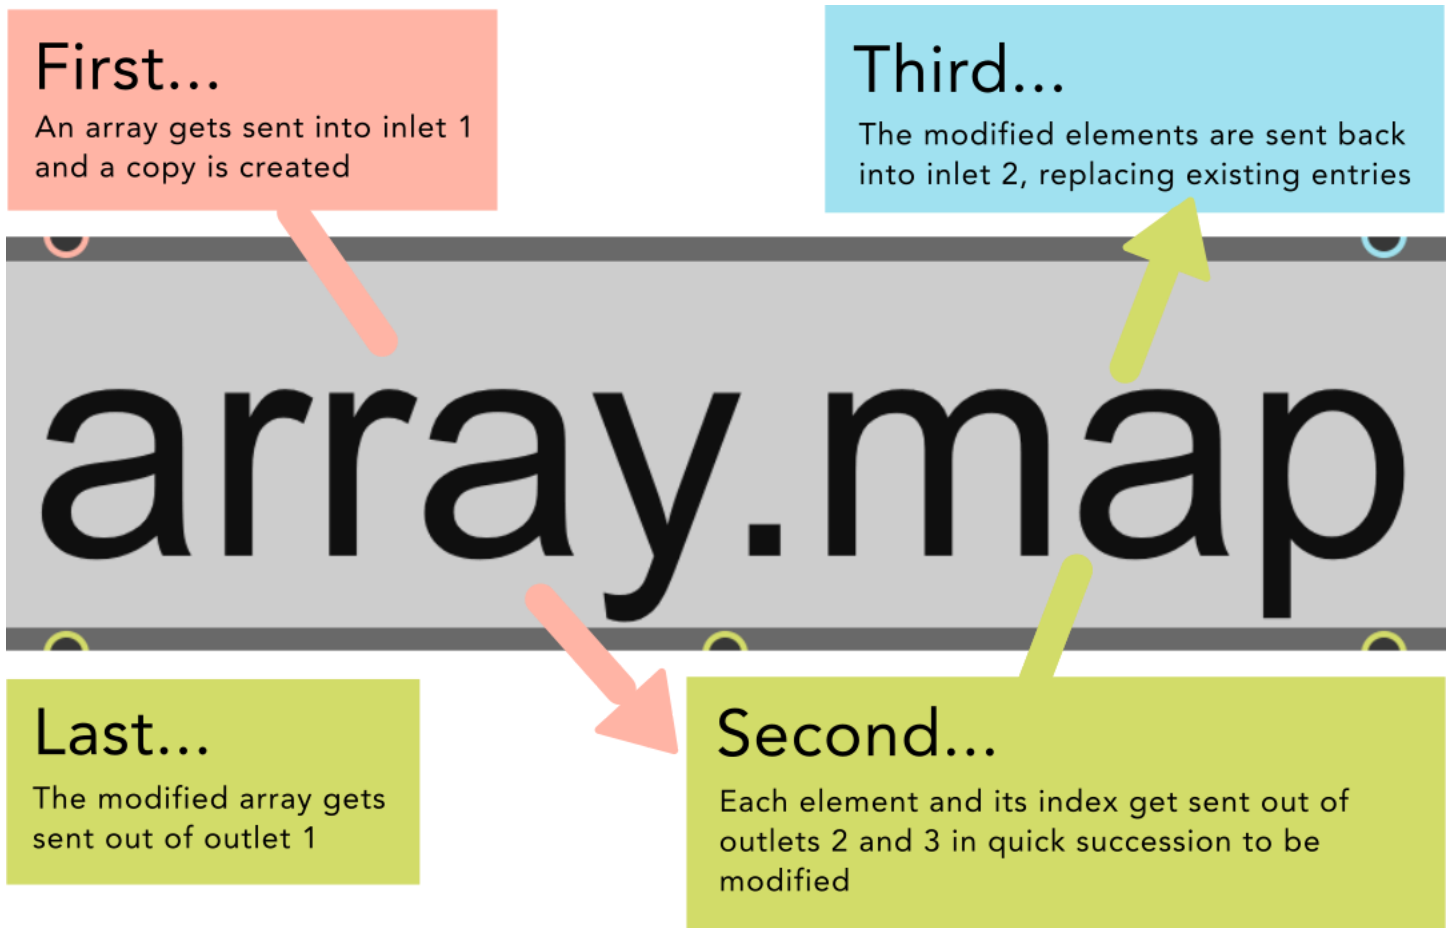 First...
An array gets sent into inlet 1
and a copy is created
Third...
The modified elements are sent back
into inlet 2, replacing existing entries
array.map
Last...
The modified array gets
sent out of outlet 1
Second...
Each element and its index get sent out of
outlets 2 and 3 in quick succession to be
modified